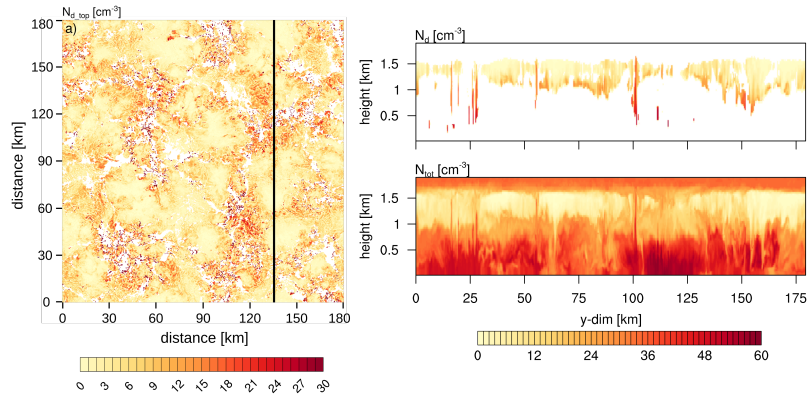 N_d_top [cm-3]
a)
180
150
120
90
60
30
0
distance [km]
0 30 60 90 120 150 180
distance [km]
0 3 6 9 12 15 18 21 24 27 30
Nd [cm-3]
1.5
1
0.5
height [km]
Ntot [cm-3]
1.5
1
0.5
height [km]
0 25 50 75 100 125 150 175
y-dim [km]
0 12 24 36 48 60